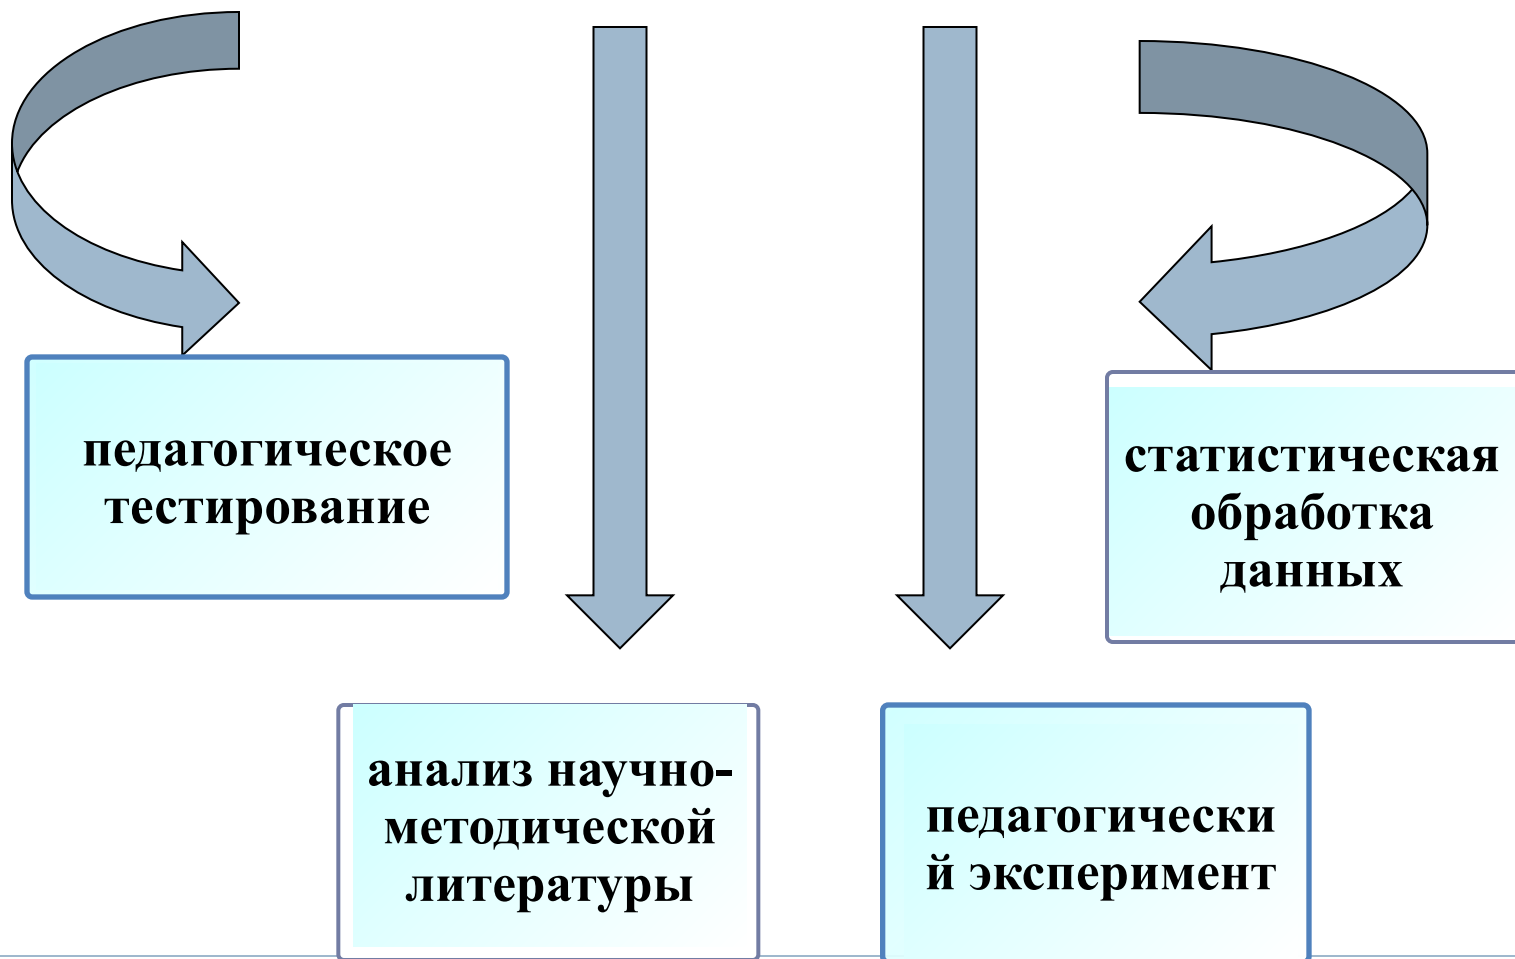 педагогическое
тестирование
статистическая
обработка
данных
анализ научно-
методической
литературы
педагогически
й эксперимент